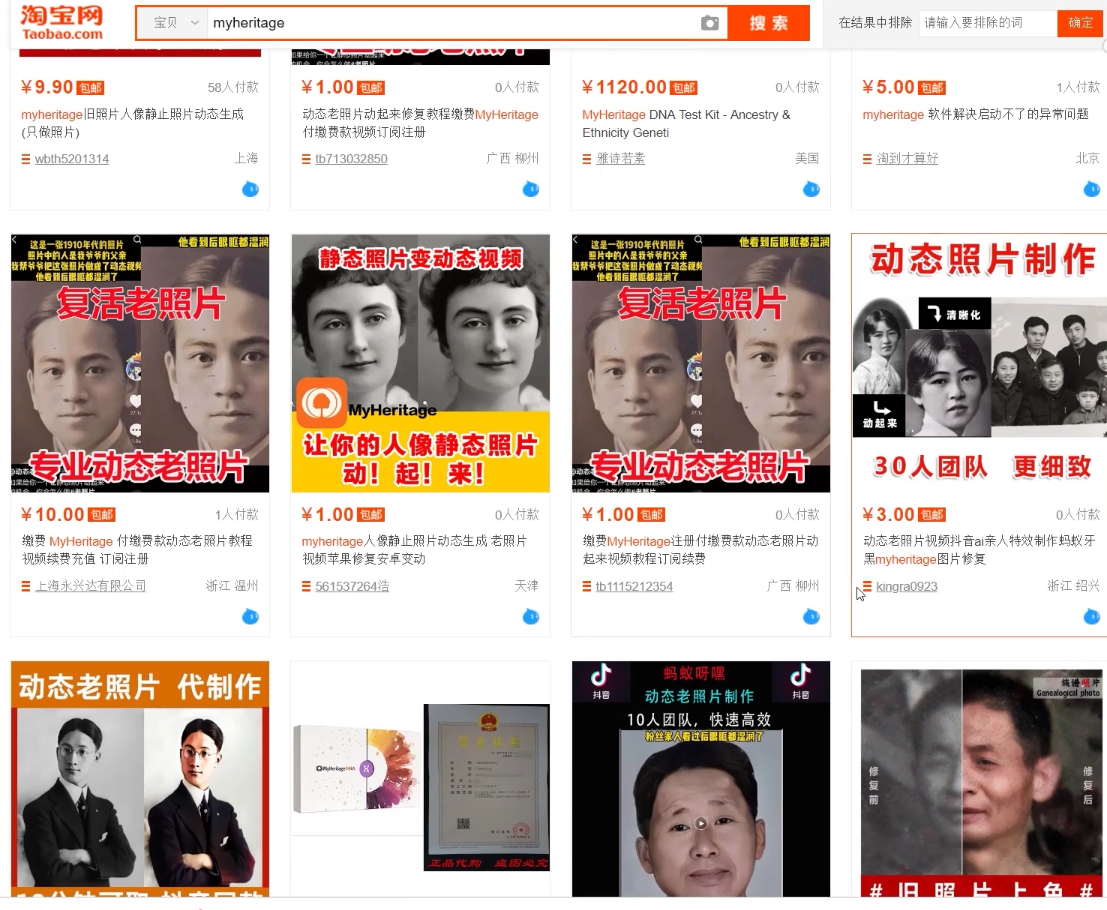 淘宝网
Taobao.com
宝贝
myheritage
搜索
在结果中排除
请输入要排除的词
确定
¥9.90 包邮
58人付款
myheritage旧照片人像静止照片动态生成
(只做照片)
wbth5201314
上海
¥1.00 包邮
0人付款
动态老照片动起来修复教程缴费MyHeritage
付缴费款视频订阅注册
tb713032850
广西 柳州
¥1120.00 包邮
0人付款
MyHeritage DNA Test Kit - Ancestry &
Ethnicity Geneti
雅诗若素
美国
¥5.00 包邮
1人付款
myheritage 软件解决启动不了的异常问题
淘到才算好
北京
这是一张1910年代的照片
照片中的人是我爷爷的父亲
我帮爷爷把这张照片做成了动态视频
他看到后眼眶都湿润了
他看到后眼眶都湿润
复活老照片
专业动态老照片
静态照片变动态视频
MyHeritage
让你的人像静态照片
动！起！来！
这是一张1910年代的照片
照片中的人是我爷爷的父亲
我帮爷爷把这张照片做成了动态视频
他看到后眼眶都湿润了
他看到后眼眶都湿润
复活老照片
专业动态老照片
动态照片制作
清晰化
动起来
30人团队 更细致
¥10.00 包邮
1人付款
缴费 MyHeritage 付缴费款动态老照片教程
视频续费充值 订阅注册
上海永兴达有限公司
浙江 温州
¥1.00 包邮
0人付款
myheritage人像静止照片动态生成 老照片
视频苹果修复安卓变动
561537264浩
天津
¥1.00 包邮
0人付款
缴费MyHeritage注册付缴费款动态老照片动
起来视频教程订阅续费
tb1115212354
广西 柳州
¥3.00 包邮
0人付款
动态老照片视频抖音ai亲人特效制作蚂蚁牙
黑myheritage图片修复
kingra0923
浙江 绍兴
动态老照片 代制作
MyHeritage DNA
正品代购 盗图必究
抖音
蚂蚁呀嘿
抖音
动态老照片制作
10人团队，快速高效
粉丝家人看过后眼眶都湿润了
族谱照片
Genealogical photo
修复前
修复后
# 旧照片上色 #